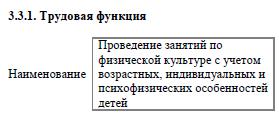 3.3.1. Трудовая функция
Проведение занятий по
физической культуре с учетом
Наименование возрастных, индивидуальных и
психофизических особенностей
детей